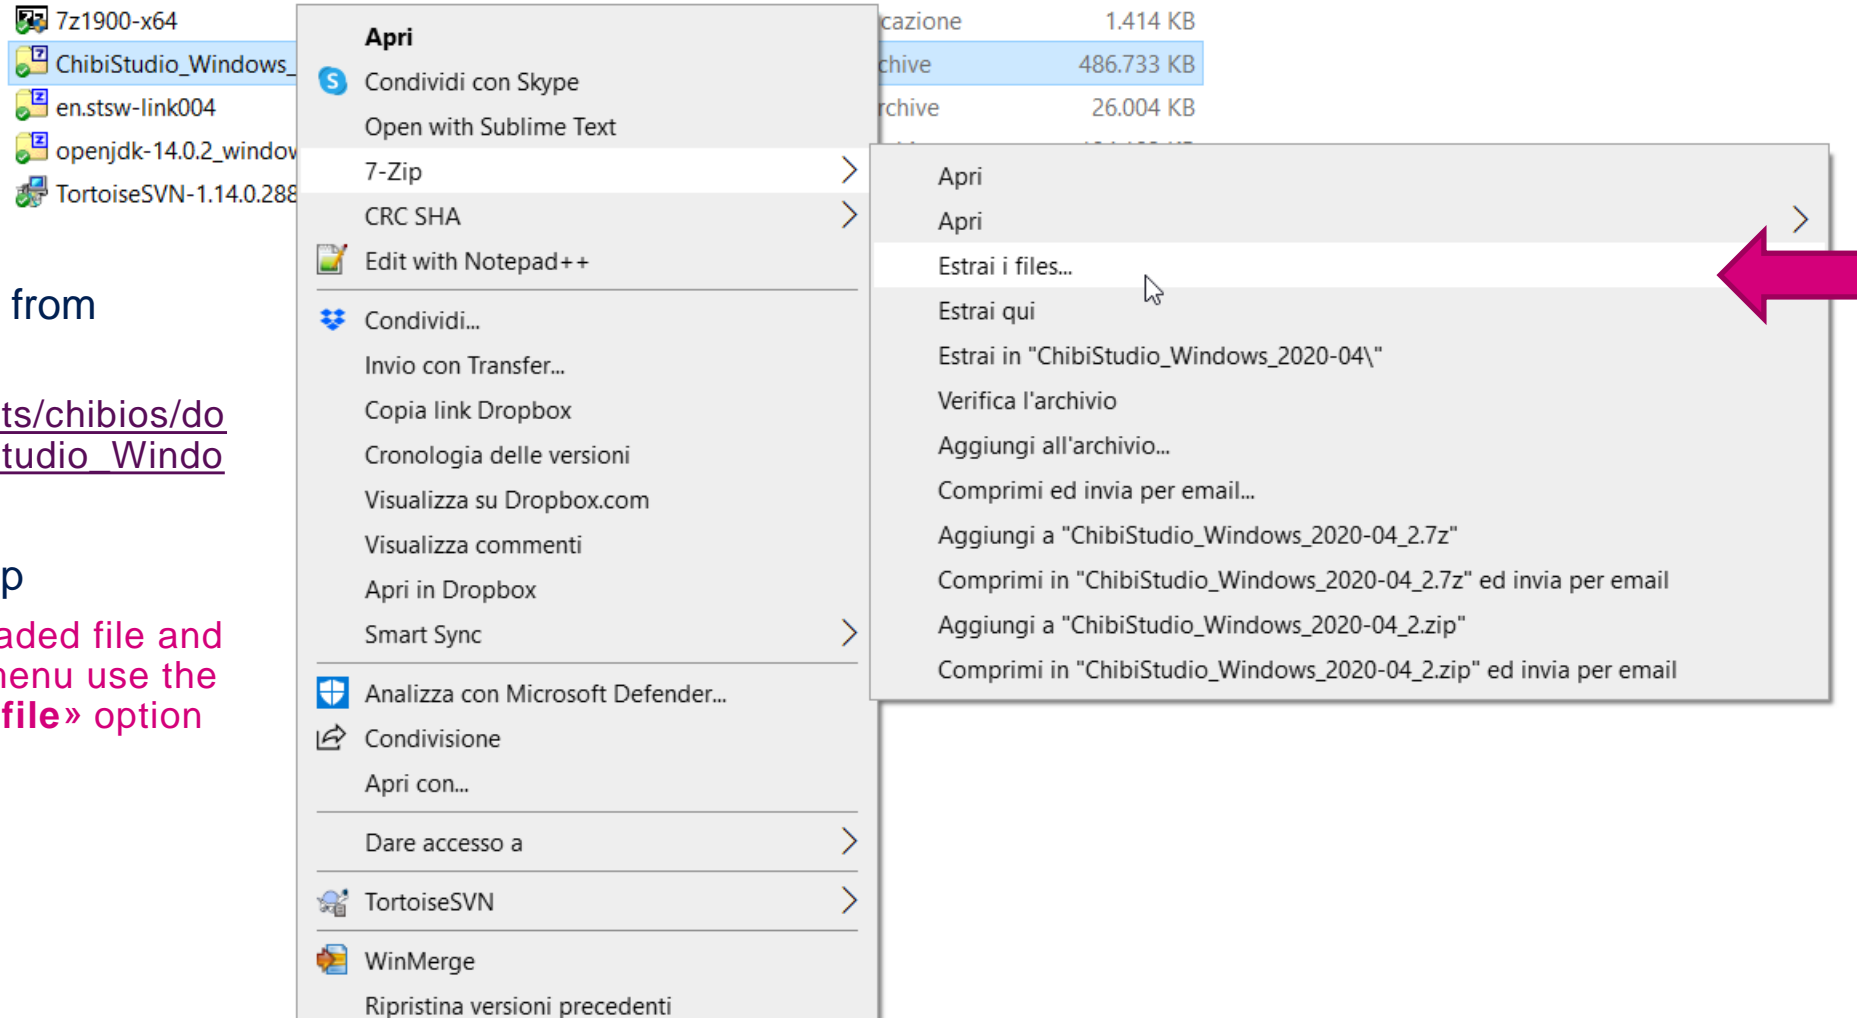 7z1900-x64
cazione
1.414 KB
ChibiStudio_Windows_
chive
486.733 KB
en.stsw-link004
rchive
26.004 KB
openjdk-14.0.2_window
TortoiseSVN-1.14.0.288
from
ts/chibios/do
tudio_Windo
p
aded file and
menu use the
file» option
Apri
Condividi con Skype
Open with Sublime Text
7-Zip
CRC SHA
Edit with Notepad++
Condividi...
Invio con Transfer...
Copia link Dropbox
Cronologia delle versioni
Visualizza su Dropbox.com
Visualizza commenti
Apri in Dropbox
Smart Sync
Analizza con Microsoft Defender...
Condivisione
Apri con...
Dare accesso a
TortoiseSVN
WinMerge
Ripristina versioni precedenti
Apri
Apri
Estrai i files...
Estrai qui
Estrai in "ChibiStudio_Windows_2020-04\"
Verifica l'archivio
Aggiungi all'archivio...
Comprimi ed invia per email...
Aggiungi a "ChibiStudio_Windows_2020-04_2.7z"
Comprimi in "ChibiStudio_Windows_2020-04_2.7z" ed invia per email
Aggiungi a "ChibiStudio_Windows_2020-04_2.zip"
Comprimi in "ChibiStudio_Windows_2020-04_2.zip" ed invia per email